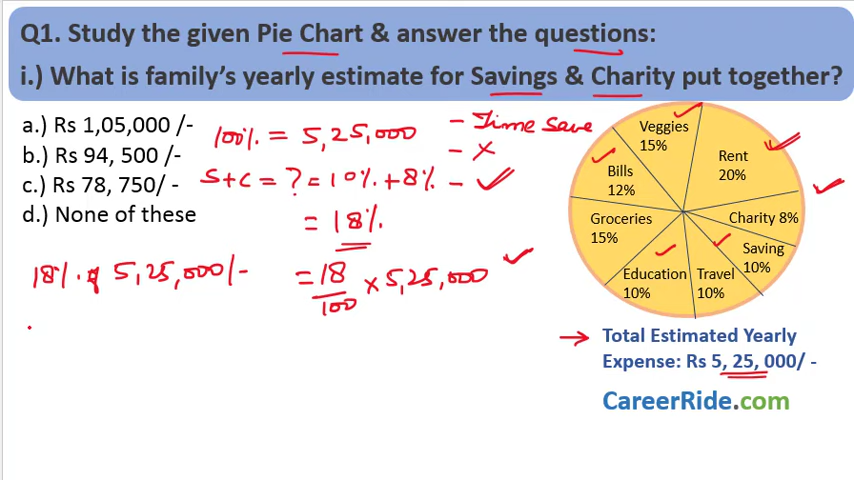 Q1. Study the given Pie Chart & answer the questions:
i.) What is family's yearly estimate for Savings & Charity put together?
a.) Rs 1,05,000 /-
b.) Rs 94, 500 /-
c.) Rs 78, 750/ -
d.) None of these
100%. = 5,25,000
- Time save
- ×
S+C = ? = 10%. + 8%. - ✓
= 18%.
18%. of 5,25,000/-
= 18/100 × 5,25,000
Veggies
15%
Rent
20%
Bills
12%
Groceries
15%
Charity 8%
Saving
10%
Education
10%
Travel
10%
→ Total Estimated Yearly
Expense: Rs 5, 25, 000/ -
CareerRide.com